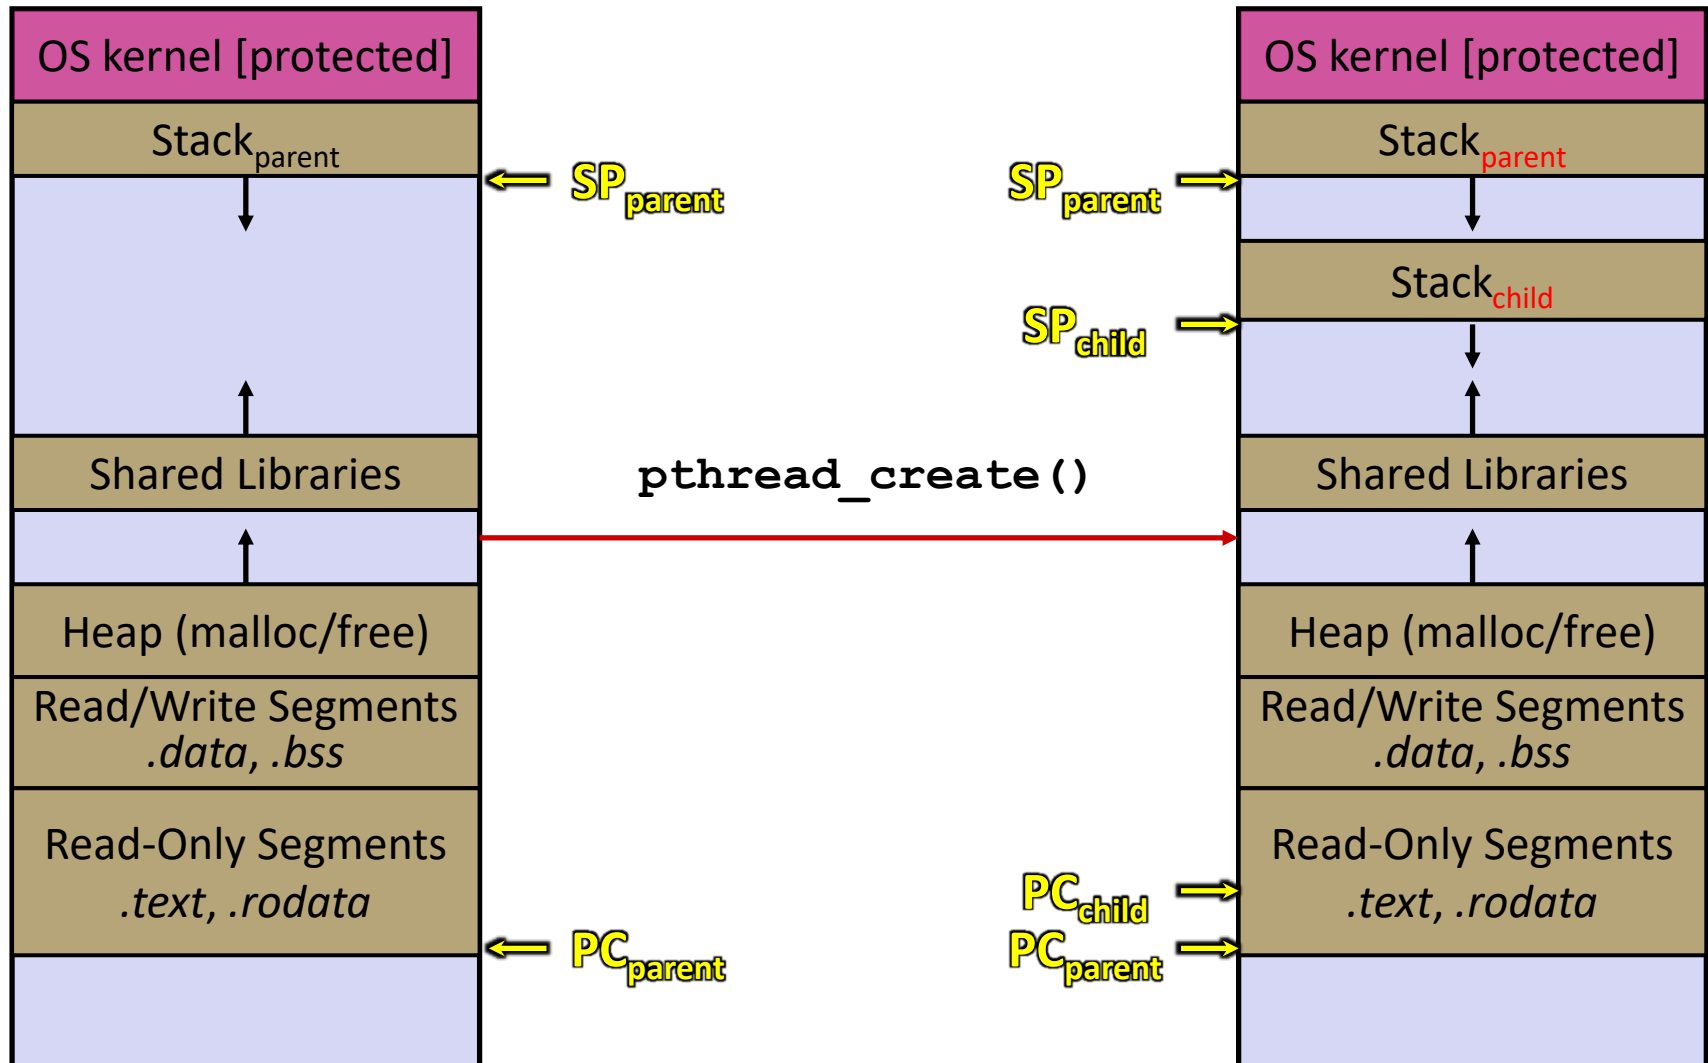 OS kernel [protected]
Stackparent
SPparent
Shared Libraries
Heap (malloc/free)
Read/Write Segments
.data, .bss
Read-Only Segments
.text, .rodata
PCparent
pthread_create()
OS kernel [protected]
Stackparent
SPparent
Stackchild
SPchild
Shared Libraries
Heap (malloc/free)
Read/Write Segments
.data, .bss
Read-Only Segments
.text, .rodata
PCchild
PCparent